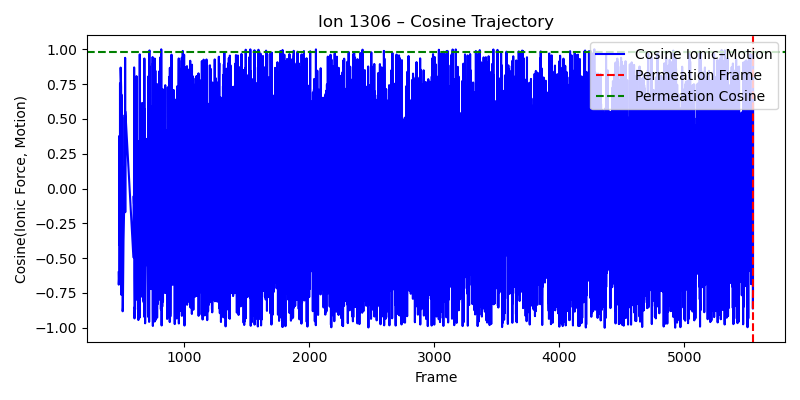 Ion 1306 – Cosine Trajectory
Cosine(Ionic Force, Motion)
1.00
0.75
0.50
0.25
0.00
−0.25
−0.50
−0.75
−1.00
Cosine Ionic–Motion
Permeation Frame
Permeation Cosine
1000 2000 3000 4000 5000
Frame